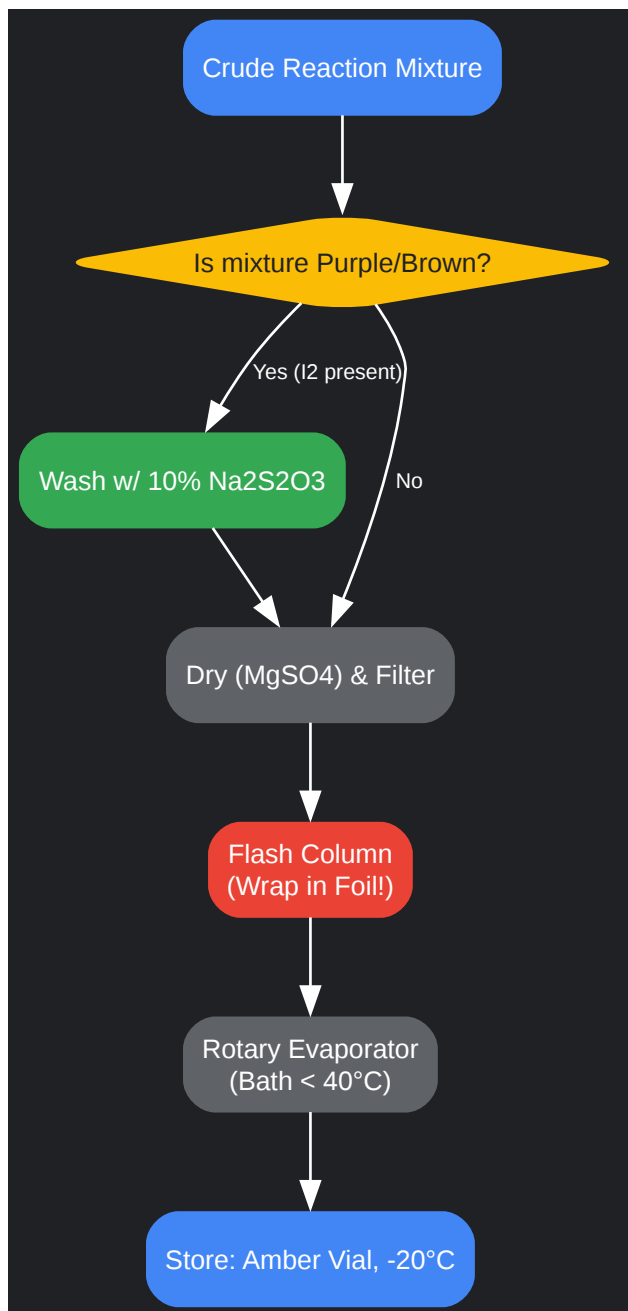 Crude Reaction Mixture
Is mixture Purple/Brown?
Yes (I2 present)
Wash w/ 10% Na2S2O3
No
Dry (MgSO4) & Filter
Flash Column
(Wrap in Foil!)
Rotary Evaporator
(Bath < 40°C)
Store: Amber Vial, -20°C